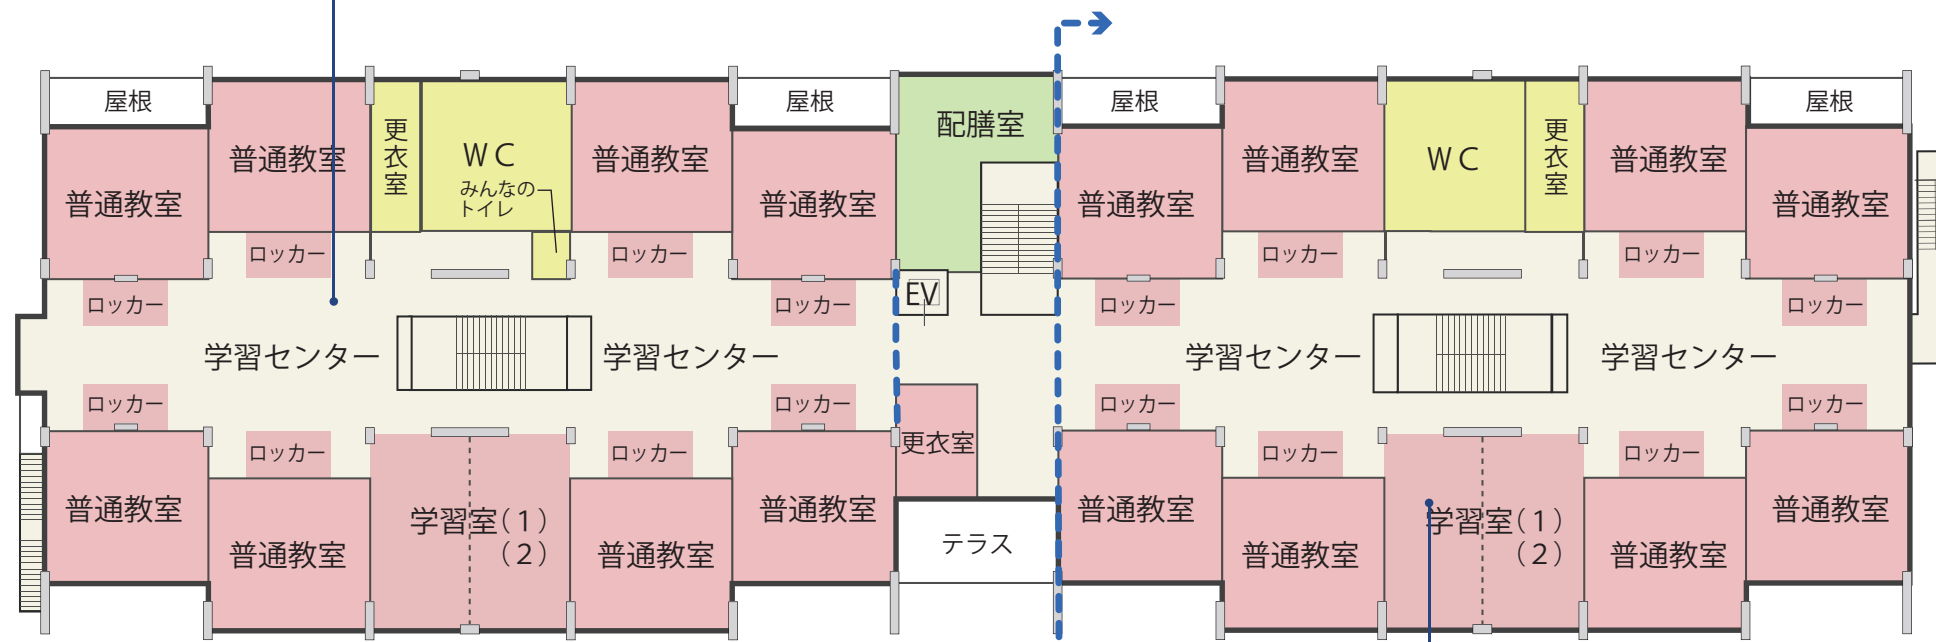 屋根
屋根
屋根
屋根
配膳室
普通教室
更衣室
WC
みんなの
トイレ
普通教室
普通教室
WC
更衣室
普通教室
普通教室
普通教室
普通教室
普通教室
ロッカー
ロッカー
ロッカー
ロッカー
EV
ロッカー
ロッカー
ロッカー
ロッカー
学習センター
学習センター
学習センター
学習センター
ロッカー
ロッカー
ロッカー
ロッカー
ロッカー
ロッカー
更衣室
ロッカー
ロッカー
普通教室
普通教室
普通教室
普通教室
学習室（1）
（2）
学習室（1）
（2）
テラス
普通教室
普通教室
普通教室
普通教室